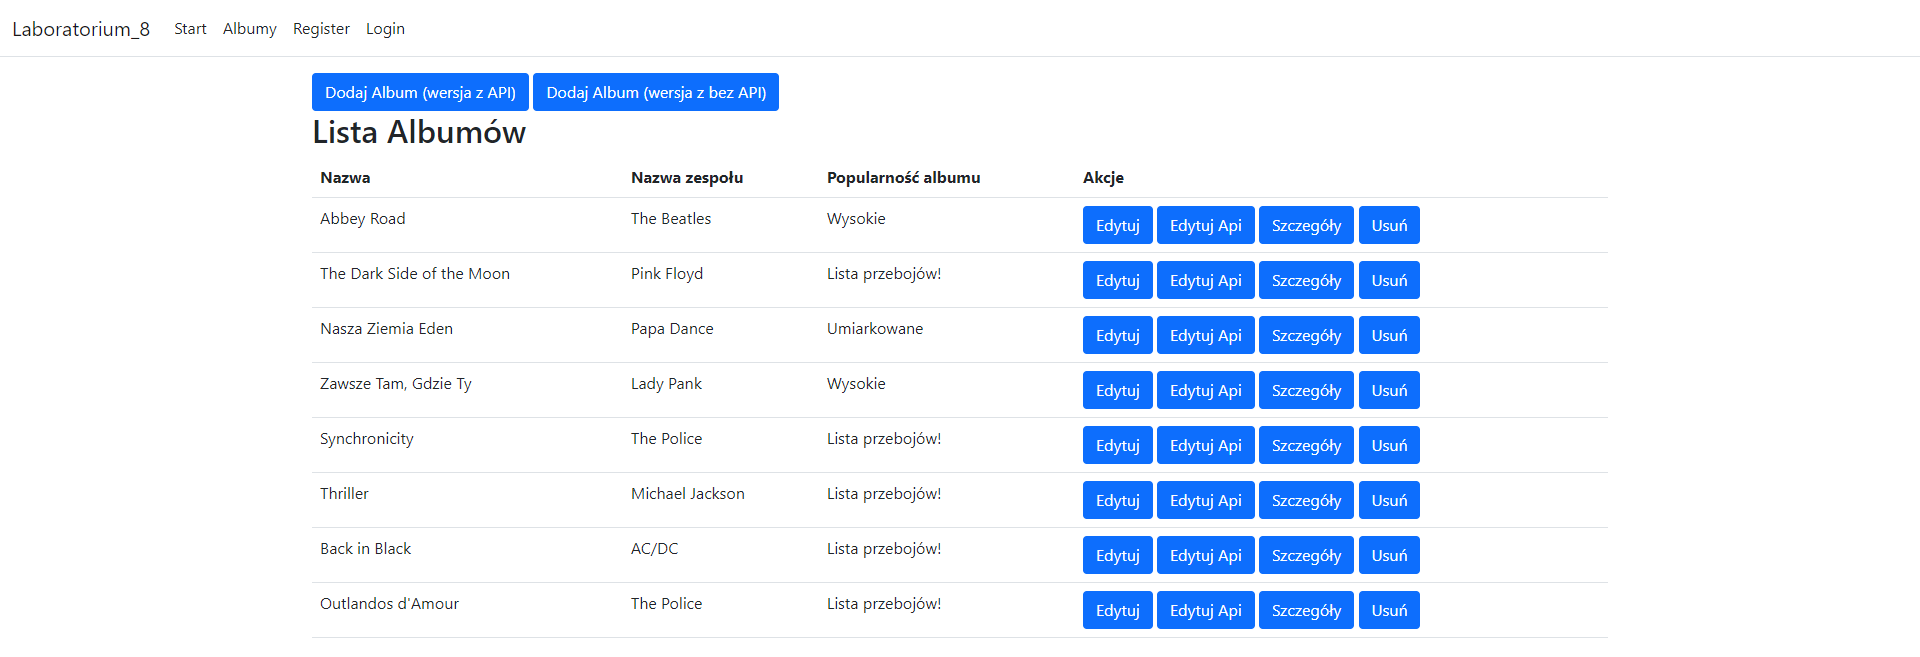 Laboratorium_8 Start Albumy Register Login
Dodaj Album (wersja z API) Dodaj Album (wersja z bez API)
Lista Albumów
Nazwa Nazwa zespołu Popularność albumu Akcje
Abbey Road The Beatles Wysokie Edytuj Edytuj Api Szczegóły Usuń
The Dark Side of the Moon Pink Floyd Lista przebojów! Edytuj Edytuj Api Szczegóły Usuń
Nasza Ziemia Eden Papa Dance Umiarkowane Edytuj Edytuj Api Szczegóły Usuń
Zawsze Tam, Gdzie Ty Lady Pank Wysokie Edytuj Edytuj Api Szczegóły Usuń
Synchronicity The Police Lista przebojów! Edytuj Edytuj Api Szczegóły Usuń
Thriller Michael Jackson Lista przebojów! Edytuj Edytuj Api Szczegóły Usuń
Back in Black AC/DC Lista przebojów! Edytuj Edytuj Api Szczegóły Usuń
Outlandos d'Amour The Police Lista przebojów! Edytuj Edytuj Api Szczegóły Usuń